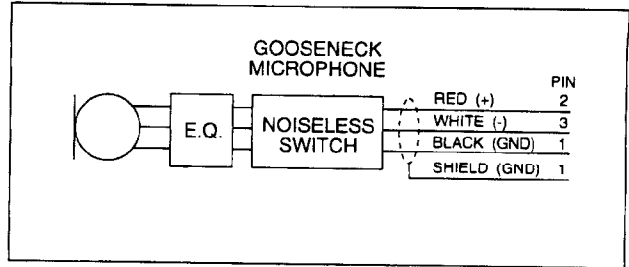 GOOSENECK
MICROPHONE
PIN
RED (+) 2
E.Q.
NOISELESS
SWITCH
WHITE (-) 3
BLACK (GND) 1
SHIELD (GND) 1